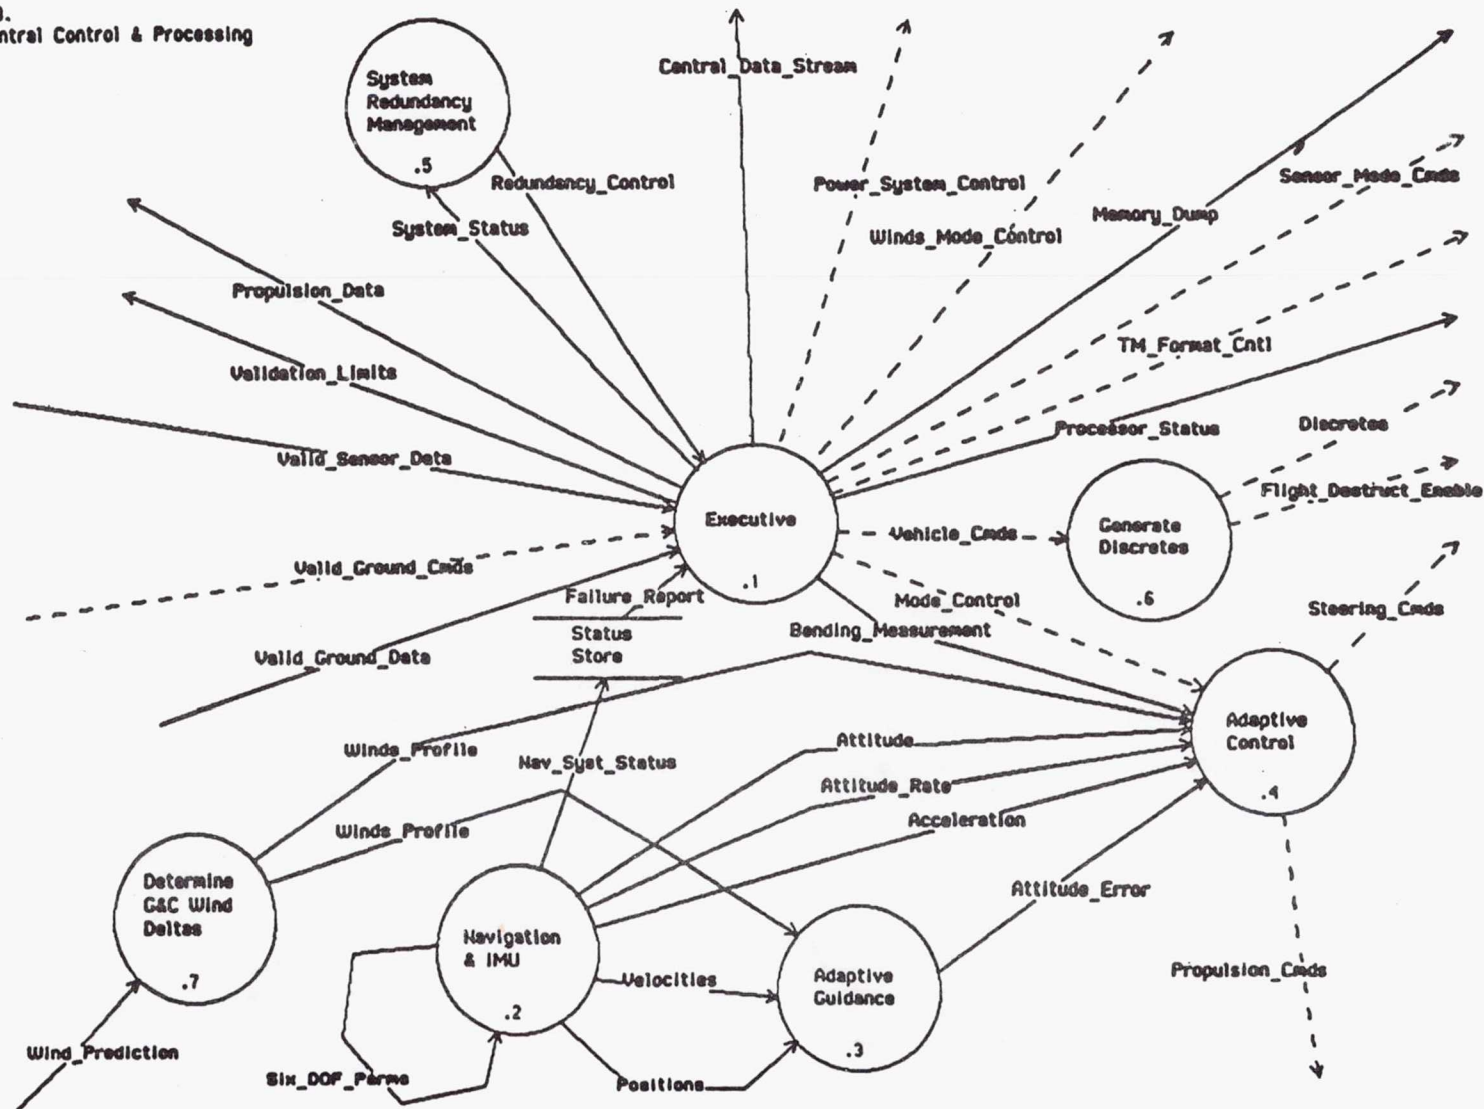 ntral Control & Processing
System
Redundancy
Management
.5
Central_Data_Stream
Redundancy_Control
Power_System_Control
Sensor_Mode_Cmds
System_Status
Winds_Mode_Control
Memory_Dump
Propulsion_Data
TM_Format_Cntl
Validation_Limits
Processor_Status
Discretes
Valid_Sensor_Data
Flight_Destruct_Enable
Executive
.1
Vehicle_Cmds
Generate
Discretes
.6
Valid_Ground_Cmds
Failure_Report
Mode_Control
Steering_Cmds
Status
Store
Bending_Measurement
Valid_Ground_Data
Adaptive
Control
.4
Winds_Profile
Nav_Syst_Status
Attitude
Attitude_Rate
Acceleration
Winds_Profile
Determine
G&C Wind
Deltas
.7
Attitude_Error
Navigation
& IMU
.2
Velocities
Adaptive
Guidance
.3
Propulsion_Cmds
Wind_Prediction
Six_DOF_Parms
Positions